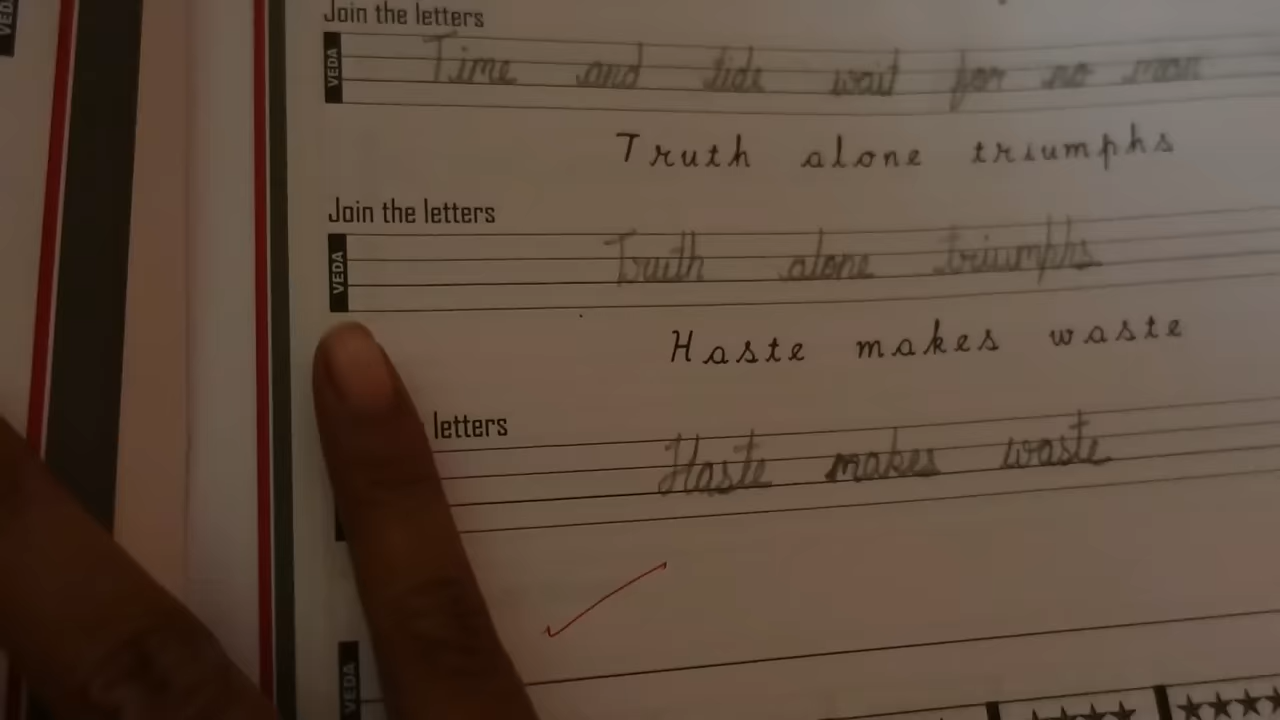 VED
Join the letters
VEDA Time and tide wait for no man
Truth alone triumphs
Join the letters
VEDA Truth alone triumphs
Haste makes waste
letters
Haste makes waste
VEDA